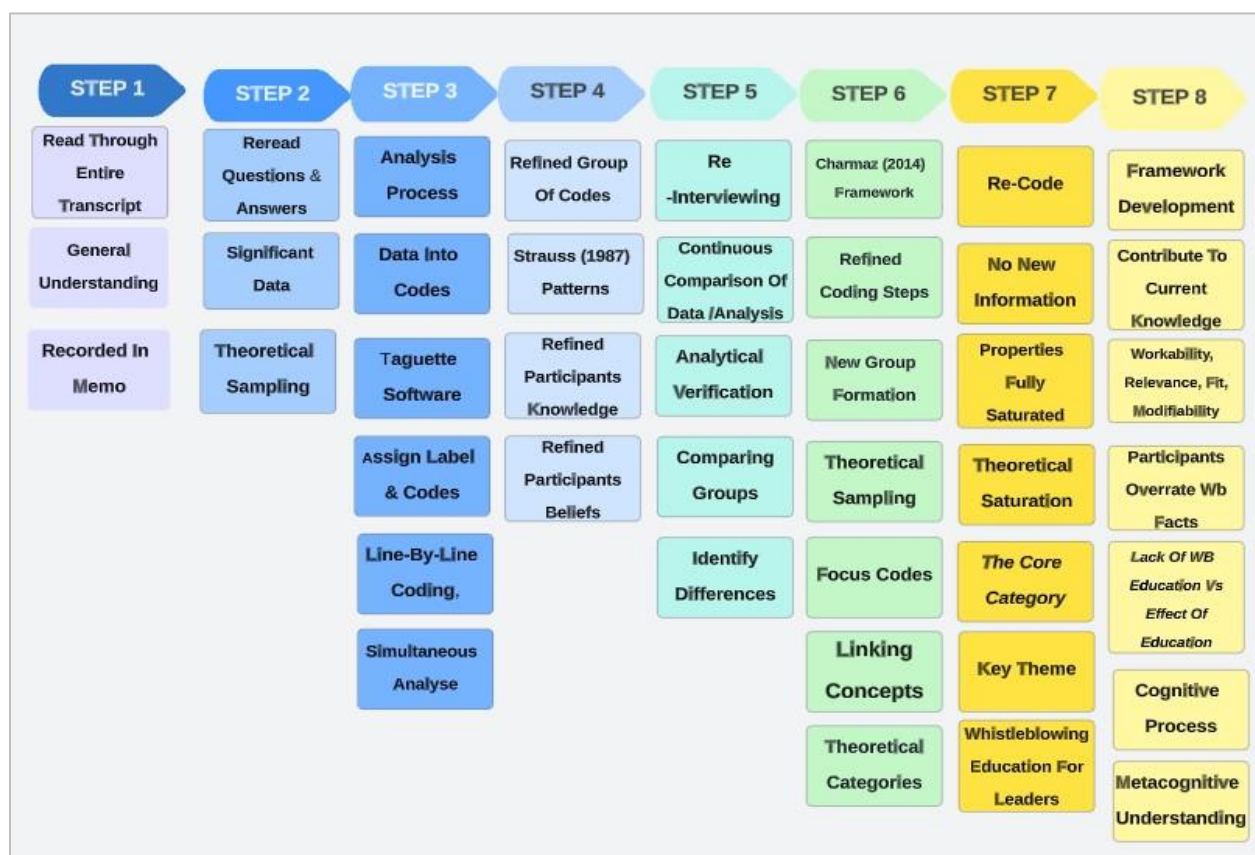 STEP 1
Read Through
Entire
Transcript
General
Understanding
Recorded In
Memo
STEP 2
Reread
Questions &
Answers
Significant
Data
Theoretical
Sampling
STEP 3
Analysis
Process
Data Into
Codes
Taguette
Software
Assign Label
& Codes
Line-By-Line
Coding,
Simultaneous
Analyse
STEP 4
Refined Group
Of Codes
Strauss (1987)
Patterns
Refined
Participants
Knowledge
Refined
Participants
Beliefs
STEP 5
Re
-Interviewing
Continuous
Comparison Of
Data /Analysis
Analytical
Verification
Comparing
Groups
Identify
Differences
STEP 6
Charmaz (2014)
Framework
Refined
Coding Steps
New Group
Formation
Theoretical
Sampling
Focus Codes
Linking
Concepts
Theoretical
Categories
STEP 7
Re-Code
No New
Information
Properties
Fully
Saturated
Theoretical
Saturation
The Core
Category
Key Theme
Whistleblowing
Education For
Leaders
STEP 8
Framework
Development
Contribute To
Current
Knowledge
Workability,
Relevance, Fit,
Modifiability
Participants
Overrate Wb
Facts
Lack Of WB
Education Vs
Effect Of
Education
Cognitive
Process
Metacognitive
Understanding